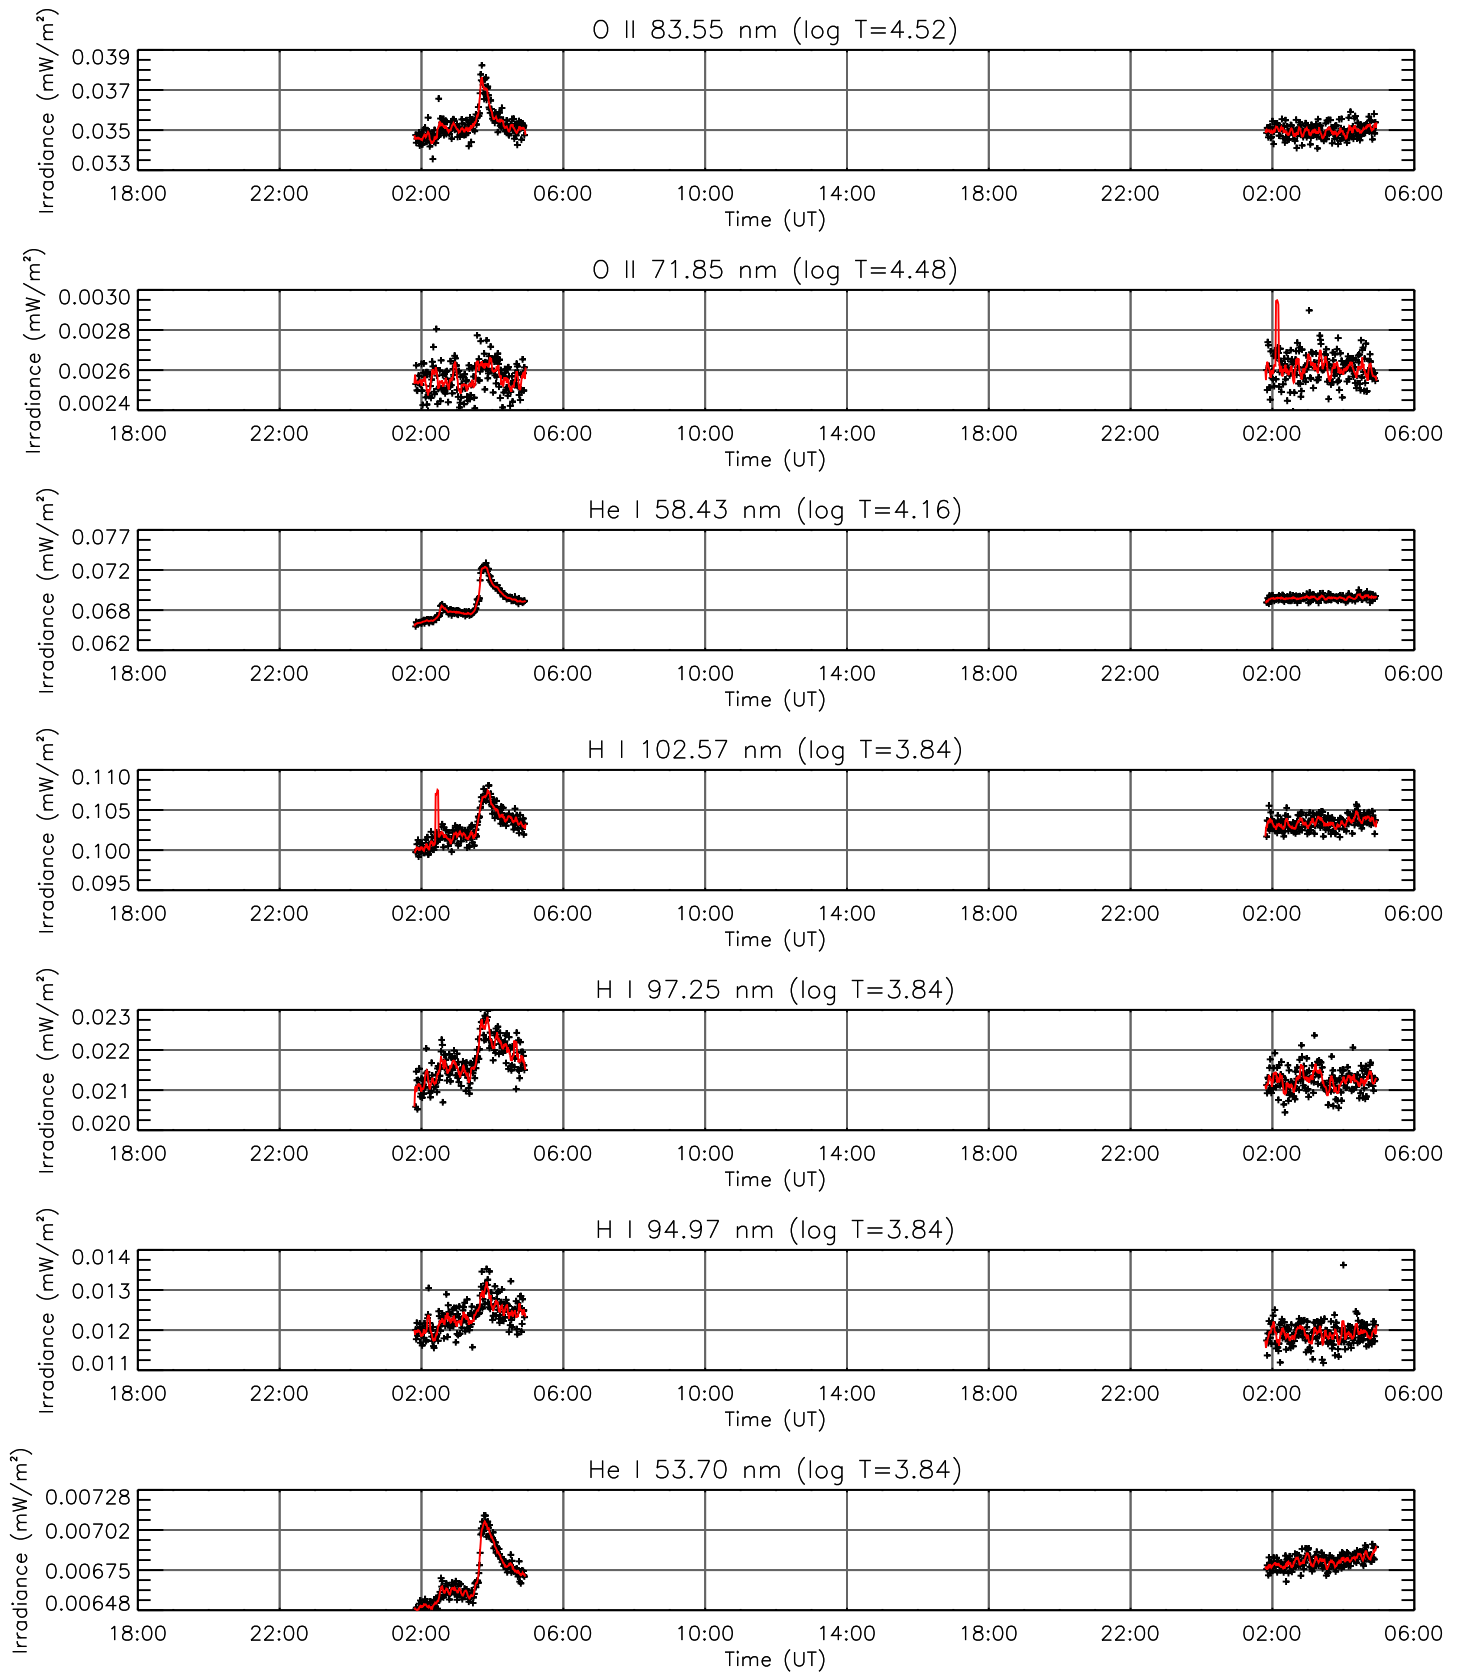 O II 83.55 nm (log T=4.52)
Irradiance (mW/m²)
0.039
0.037
0.035
0.033
18:00 22:00 02:00 06:00 10:00 14:00 18:00 22:00 02:00 06:00
Time (UT)
O II 71.85 nm (log T=4.48)
Irradiance (mW/m²)
0.0030
0.0028
0.0026
0.0024
18:00 22:00 02:00 06:00 10:00 14:00 18:00 22:00 02:00 06:00
Time (UT)
He I 58.43 nm (log T=4.16)
Irradiance (mW/m²)
0.077
0.072
0.068
0.062
18:00 22:00 02:00 06:00 10:00 14:00 18:00 22:00 02:00 06:00
Time (UT)
H I 102.57 nm (log T=3.84)
Irradiance (mW/m²)
0.110
0.105
0.100
0.095
18:00 22:00 02:00 06:00 10:00 14:00 18:00 22:00 02:00 06:00
Time (UT)
H I 97.25 nm (log T=3.84)
Irradiance (mW/m²)
0.023
0.022
0.021
0.020
18:00 22:00 02:00 06:00 10:00 14:00 18:00 22:00 02:00 06:00
Time (UT)
H I 94.97 nm (log T=3.84)
Irradiance (mW/m²)
0.014
0.013
0.012
0.011
18:00 22:00 02:00 06:00 10:00 14:00 18:00 22:00 02:00 06:00
Time (UT)
He I 53.70 nm (log T=3.84)
Irradiance (mW/m²)
0.00728
0.00702
0.00675
0.00648
18:00 22:00 02:00 06:00 10:00 14:00 18:00 22:00 02:00 06:00
Time (UT)